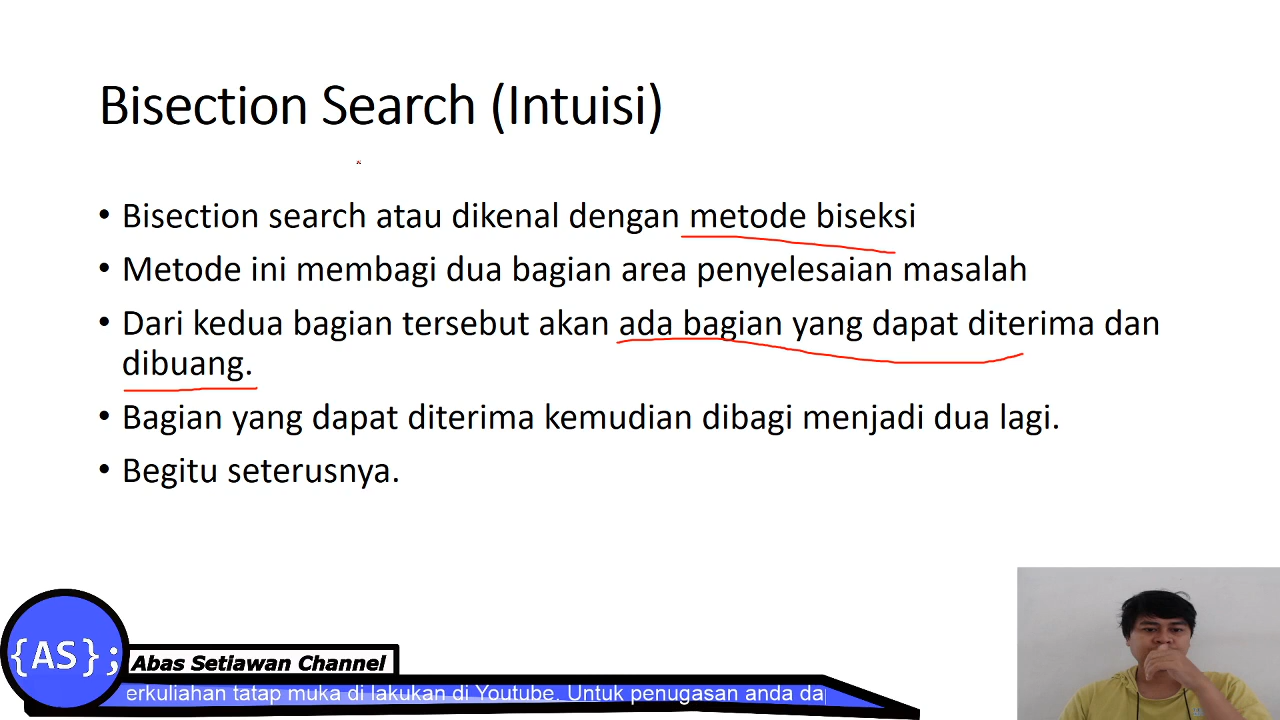 Bisection Search (Intuisi)
• Bisection search atau dikenal dengan metode biseksi
• Metode ini membagi dua bagian area penyelesaian masalah
• Dari kedua bagian tersebut akan ada bagian yang dapat diterima dan
dibuang.
• Bagian yang dapat diterima kemudian dibagi menjadi dua lagi.
• Begitu seterusnya.
{AS};
Abas Setiawan Channel
erkuliahan tatap muka di lakukan di Youtube. Untuk penugasan anda da